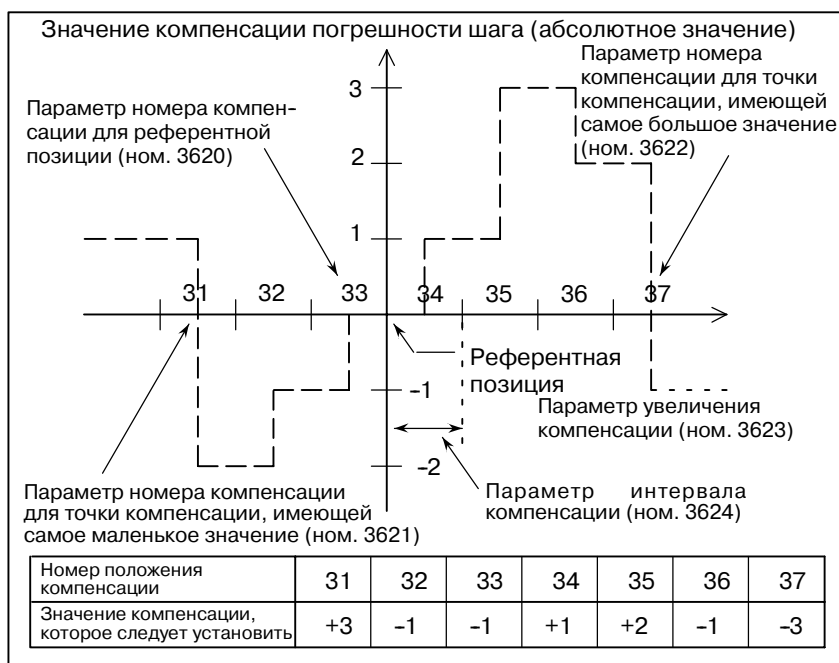 Значение компенсации погрешности шага (абсолютное значение)
Параметр номера
компенсации для точки
компенсации, имеющей
самое большое значение
(ном. 3622)
Параметр номера компен-
сации для референтной
позиции (ном. 3620)
3
2
1
31 32 33 34 35 36 37
Референтная
позиция
-1
-2
Параметр увеличения
компенсации (ном. 3623)
Параметр интервала
компенсации (ном. 3624)
Параметр номера компенсации
для точки компенсации, имеющей
самое маленькое значение (ном. 3621)
Номер положения
компенсации
31 32 33 34 35 36 37
Значение компенсации,
которое следует установить
+3 -1 -1 +1 +2 -1 -3